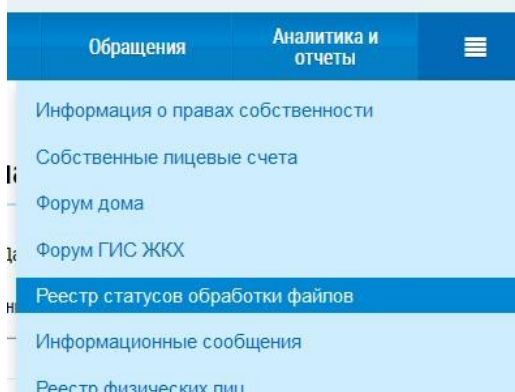 Обращения
Аналитика и
отчеты
Информация о правах собственности
Собственные лицевые счета
Форум дома
Форум ГИС ЖКХ
Реестр статусов обработки файлов
Информационные сообщения
Реестр физических лиц